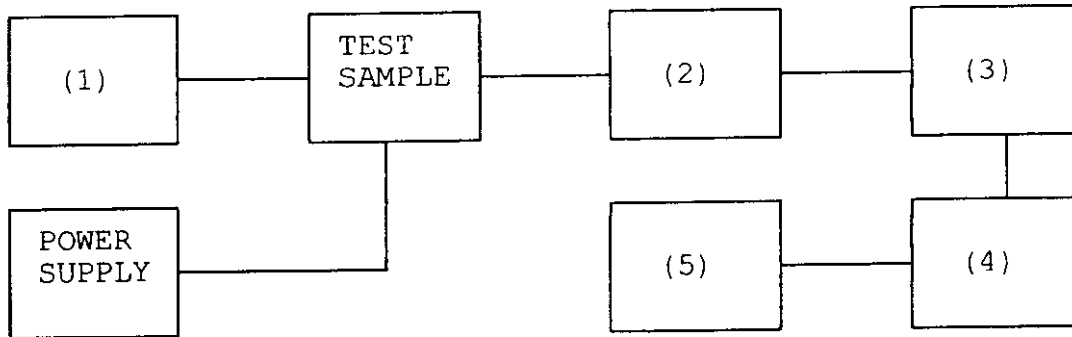 (1)
TEST
SAMPLE
(2)
(3)
POWER
SUPPLY
(5)
(4)